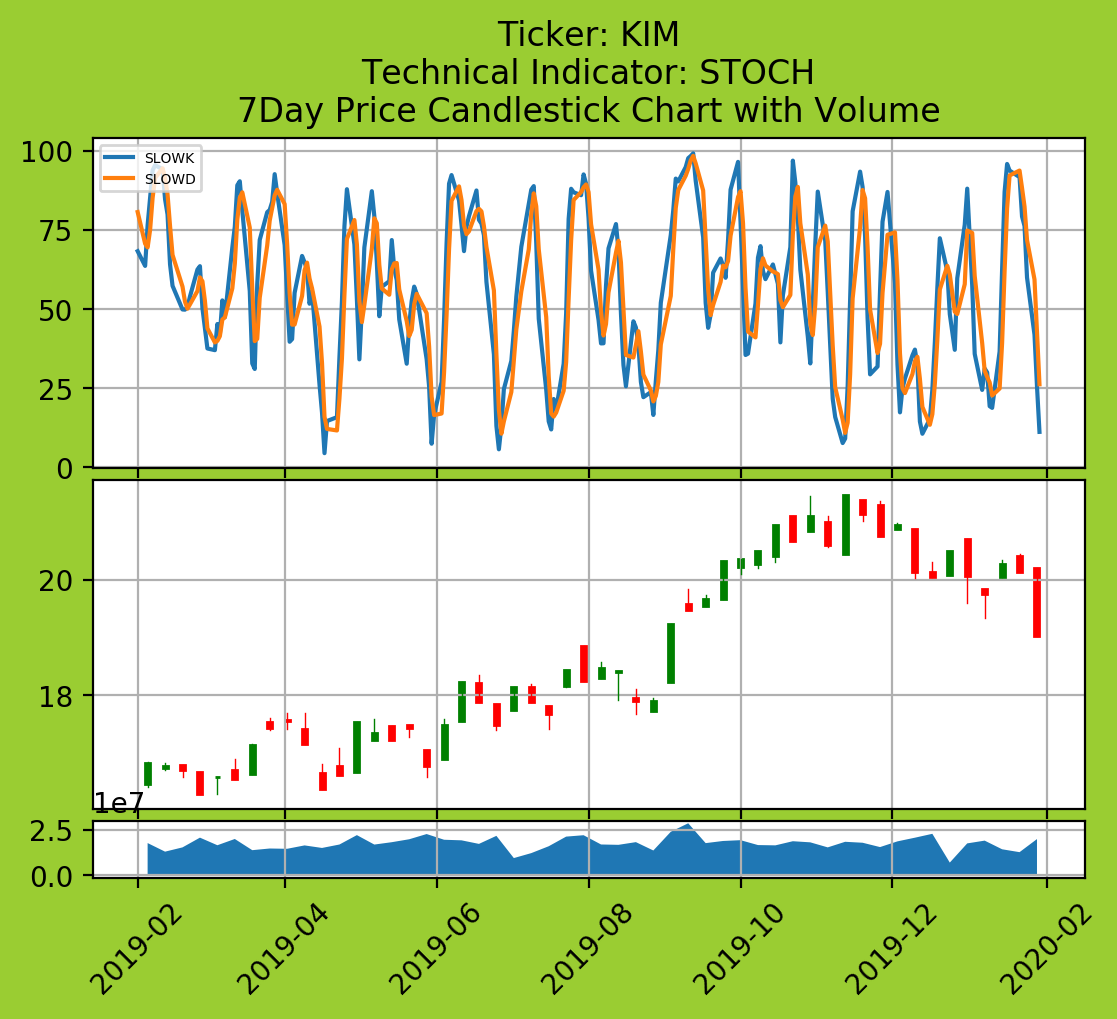 Ticker: KIM
Technical Indicator: STOCH
7Day Price Candlestick Chart with Volume
100
75
50
25
0
SLOWK
SLOWD
20
18
1e7
2.5
0.0
2019-02
2019-04
2019-06
2019-08
2019-10
2019-12
2020-02